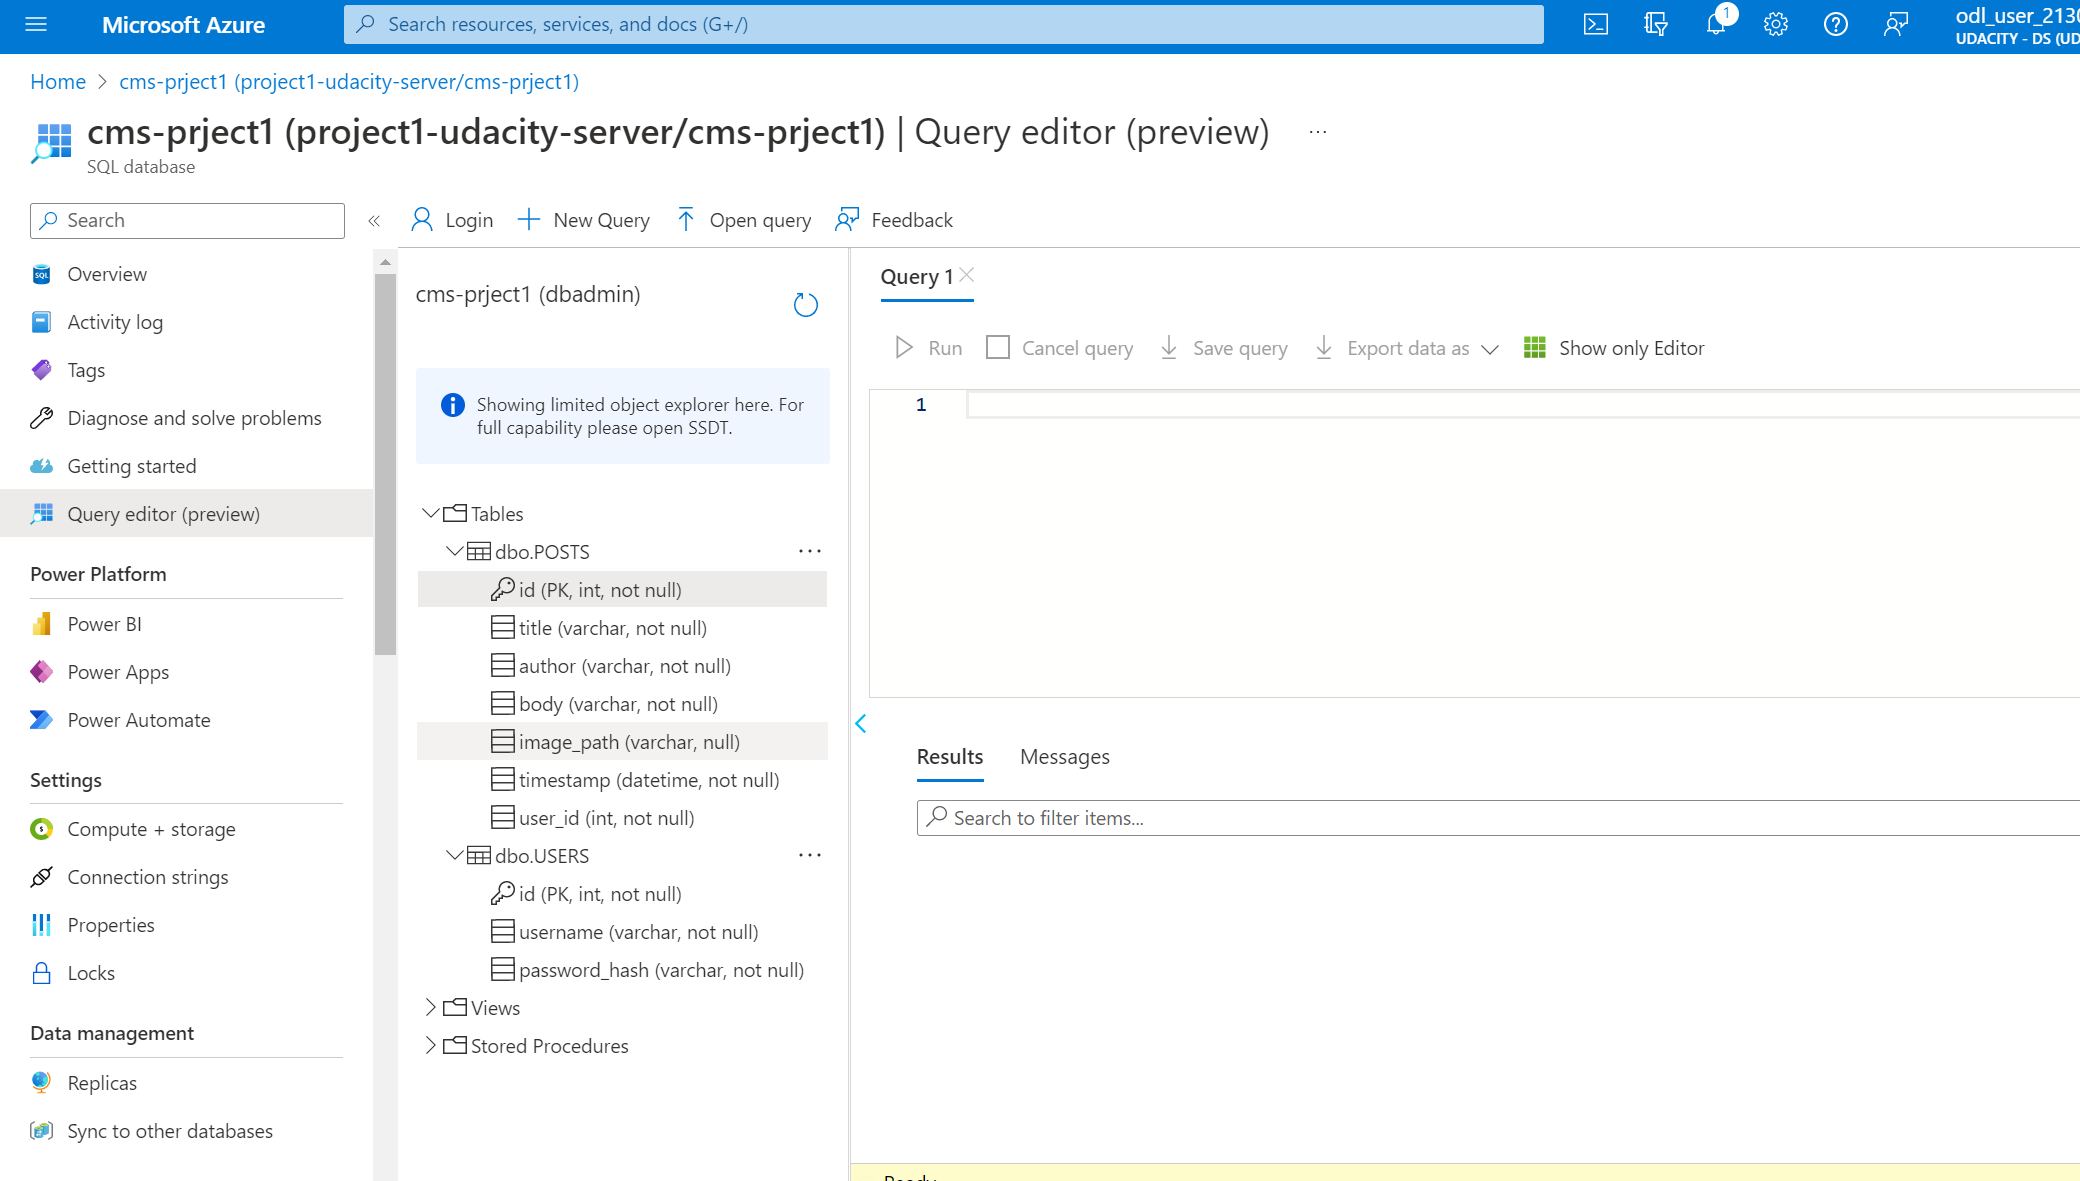 Microsoft Azure
Search resources, services, and docs (G+/)
1
odl_user_2130
UDACITY - DS (UD
Home > cms-prject1 (project1-udacity-server/cms-prject1)
cms-prject1 (project1-udacity-server/cms-prject1) | Query editor (preview) ...
SQL database
Search
«
Login
New Query
Open query
Feedback
Overview
Activity log
Tags
Diagnose and solve problems
Getting started
Query editor (preview)
Power Platform
Power BI
Power Apps
Power Automate
Settings
Compute + storage
Connection strings
Properties
Locks
Data management
Replicas
Sync to other databases
cms-prject1 (dbadmin)
Showing limited object explorer here. For
full capability please open SSDT.
Tables
dbo.POSTS ...
id (PK, int, not null)
title (varchar, not null)
author (varchar, not null)
body (varchar, not null)
image_path (varchar, null)
timestamp (datetime, not null)
user_id (int, not null)
dbo.USERS ...
id (PK, int, not null)
username (varchar, not null)
password_hash (varchar, not null)
Views
Stored Procedures
Query 1
Run
Cancel query
Save query
Export data as
Show only Editor
1
Results
Messages
Search to filter items...
Ready